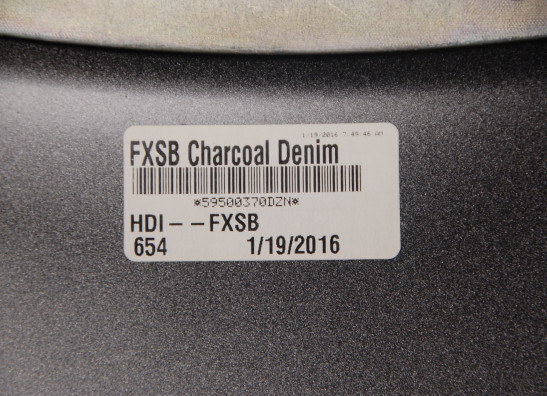 1/19/2016 7:49:46 AM
FXSB Charcoal Denim
*59500370DZN*
HDI--FXSB
654 1/19/2016